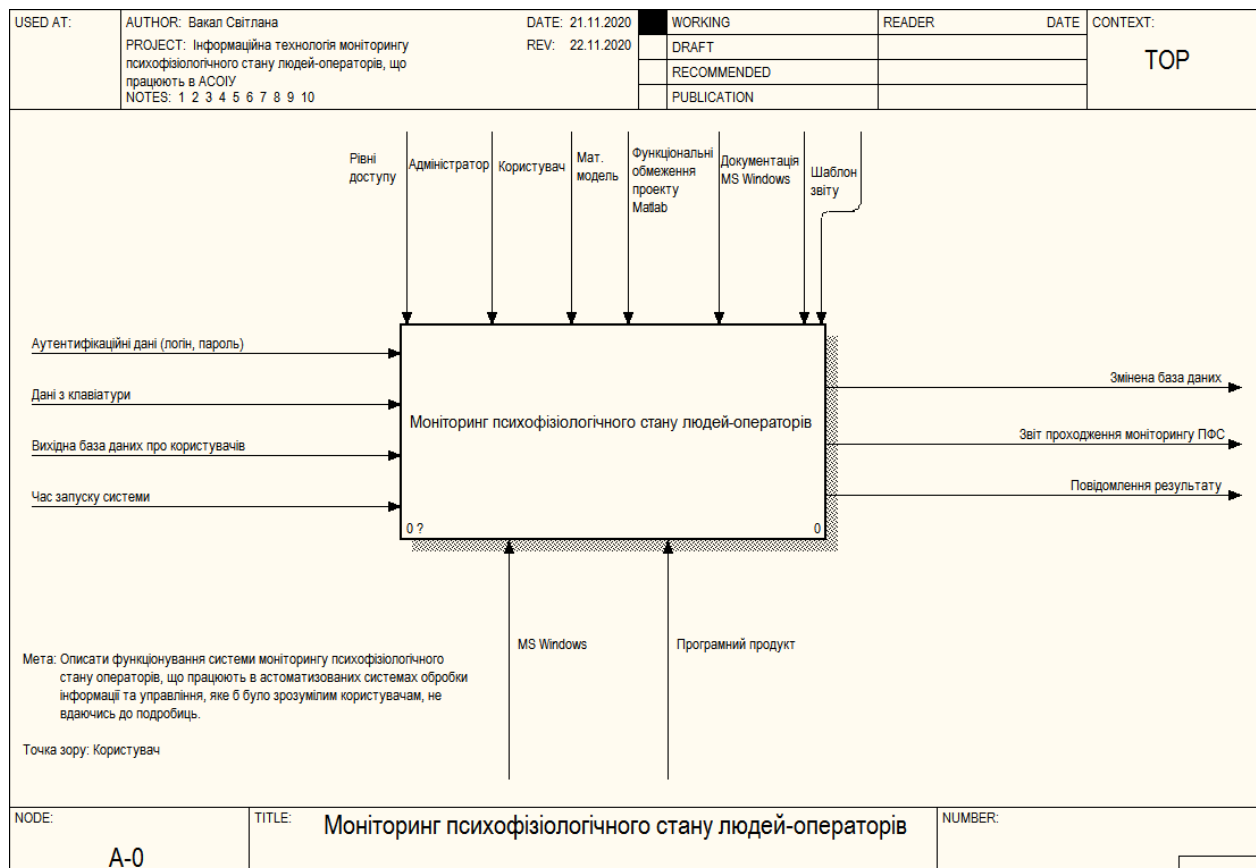 USED AT:
AUTHOR: Вакал Світлана
DATE: 21.11.2020
PROJECT: Інформаційна технологія моніторингу
психофізіологічного стану людей-операторів, що
працюють в АСОІУ
REV: 22.11.2020
NOTES: 1 2 3 4 5 6 7 8 9 10
WORKING
DRAFT
RECOMMENDED
PUBLICATION
READER
DATE
CONTEXT:
TOP
Рівні
доступу
Адміністратор
Користувач
Мат.
модель
Функціональні
обмеження
проекту
Matlab
Документація
MS Windows
Шаблон
звіту
Аутентифікаційні дані (логін, пароль)
Дані з клавіатури
Вихідна база даних про користувачів
Час запуску системи
Моніторинг психофізіологічного стану людей-операторів
0 ?
0
Змінена база даних
Звіт проходження моніторингу ПФС
Повідомлення результату
MS Windows
Програмний продукт
Мета: Описати функціонування системи моніторингу психофізіологічного
стану операторів, що працюють в астоматизованих системах обробки
інформації та управління, яке б було зрозумілим користувачам, не
вдаючись до подробиць.
Точка зору: Користувач
NODE:
A-0
TITLE:
Моніторинг психофізіологічного стану людей-операторів
NUMBER: